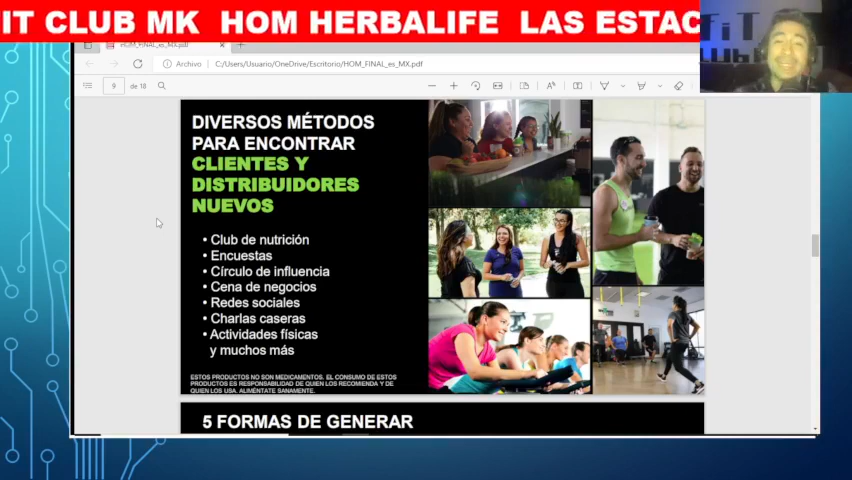 IT CLUB MK HOM HERBALIFE LAS ESTAC
FiT
HOM_FINAL_es_MX.pdf
Archivo C:/Users/Usuario/OneDrive/Escritorio/HOM_FINAL_es_MX.pdf
9 de 18
DIVERSOS MÉTODOS
PARA ENCONTRAR
CLIENTES Y
DISTRIBUIDORES
NUEVOS
• Club de nutrición
• Encuestas
• Círculo de influencia
• Cena de negocios
• Redes sociales
• Charlas caseras
• Actividades físicas
y muchos más
ESTOS PRODUCTOS NO SON MEDICAMENTOS. EL CONSUMO DE ESTOS
PRODUCTOS ES RESPONSABILIDAD DE QUIEN LOS RECOMIENDA Y DE
QUIEN LOS USA. ALIMÉNTATE SANAMENTE.
5 FORMAS DE GENERAR